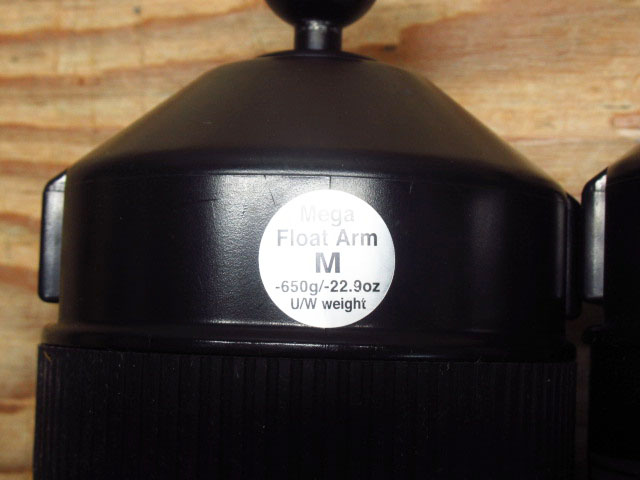 Mega
Float Arm
M
-650g/-22.9oz
U/W weight